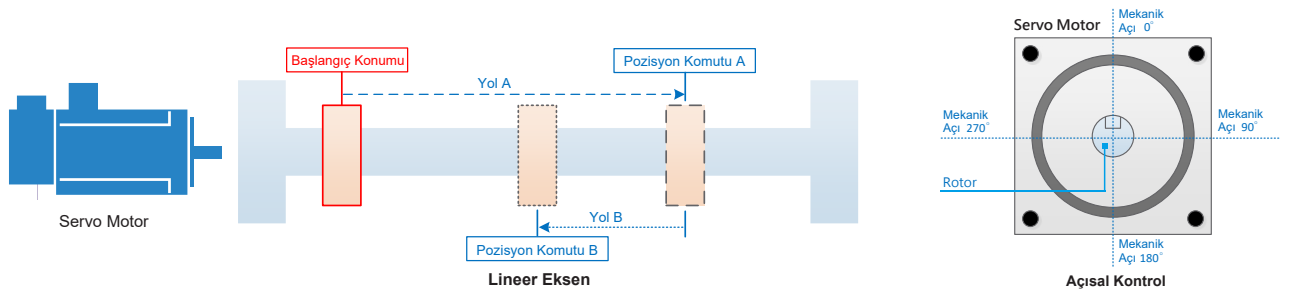 Servo Motor
Başlangıç Konumu
Yol A
Pozisyon Komutu A
Yol B
Pozisyon Komutu B
Lineer Eksen
Servo Motor
Mekanik
Açı 0°
Mekanik
Açı 270°
Mekanik
Açı 90°
Rotor
Mekanik
Açı 180°
Açısal Kontrol